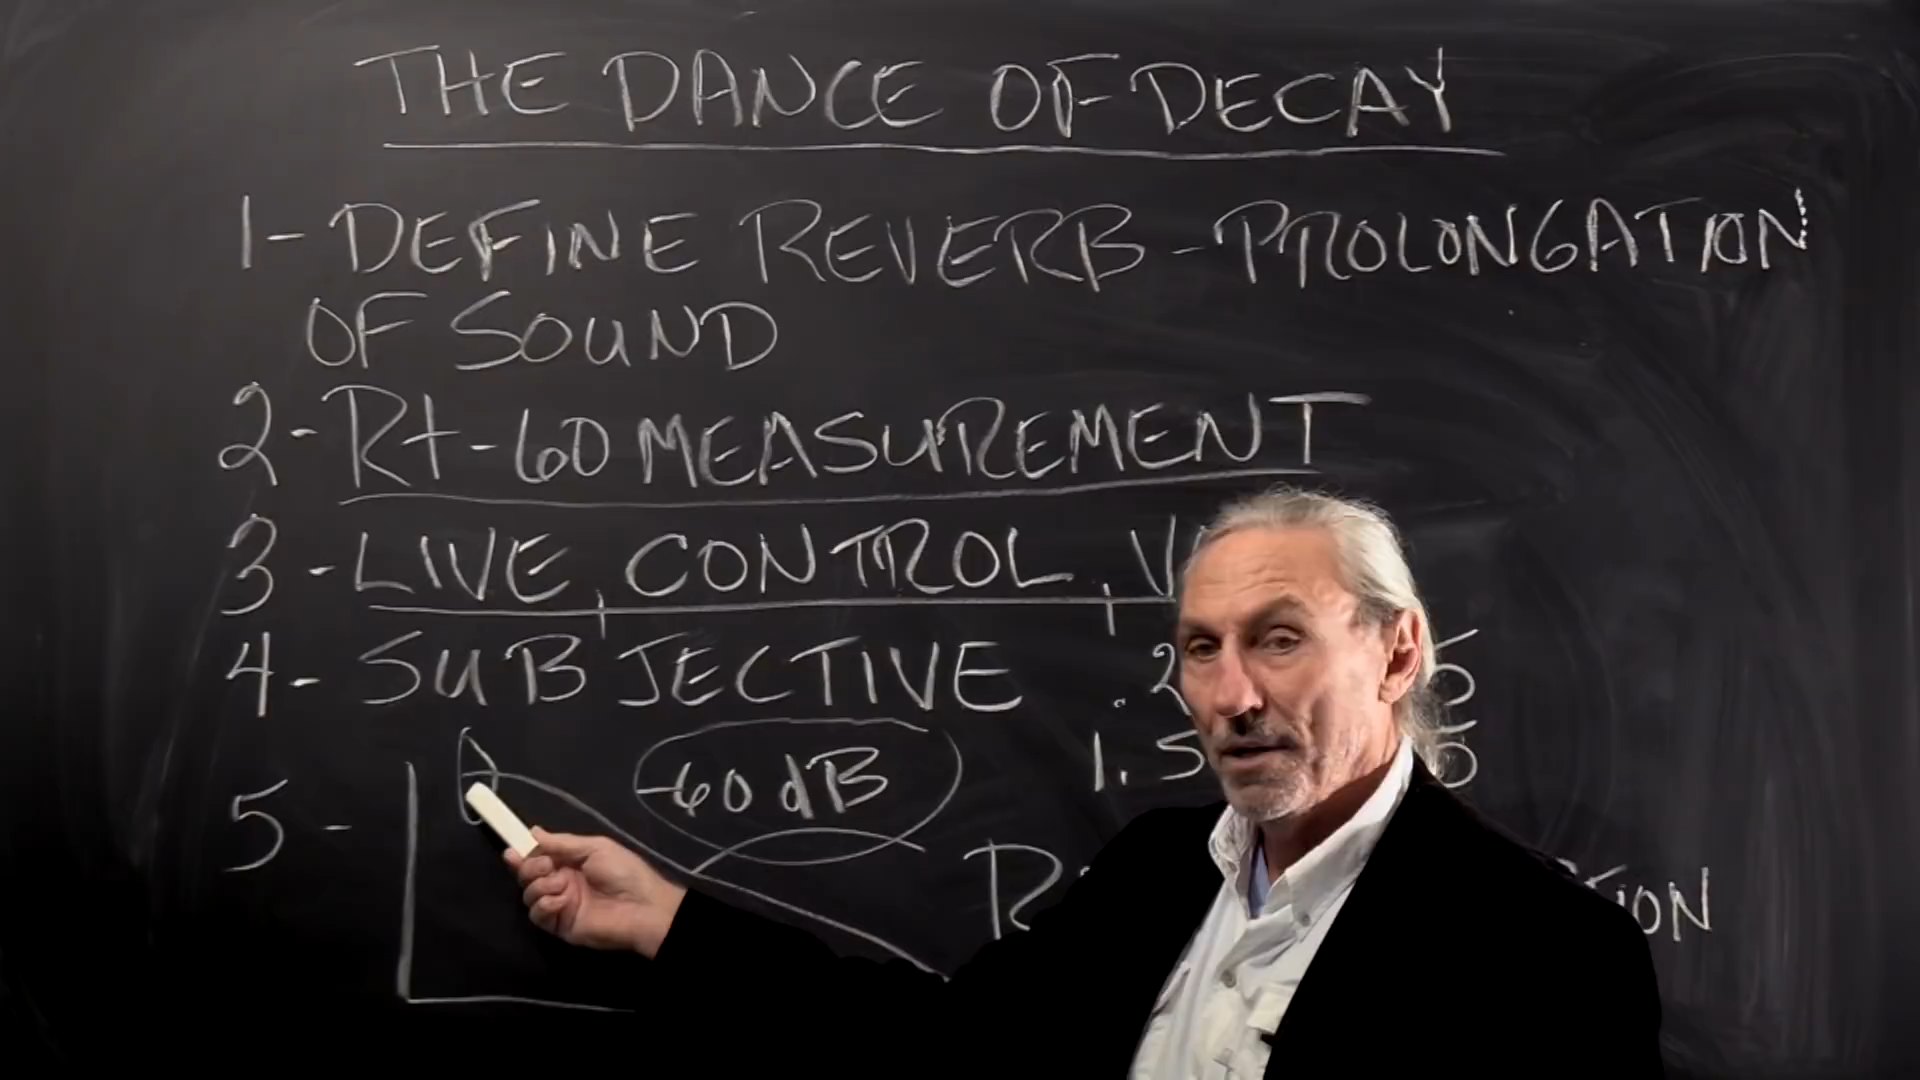 THE DANCE OF DECAY
1- DEFINE REVERB - PROLONGATION
OF SOUND
2- Rt-60 MEASUREMENT
3- LIVE, CONTROL,
4- SUBJECTIVE
5-
-60 dB